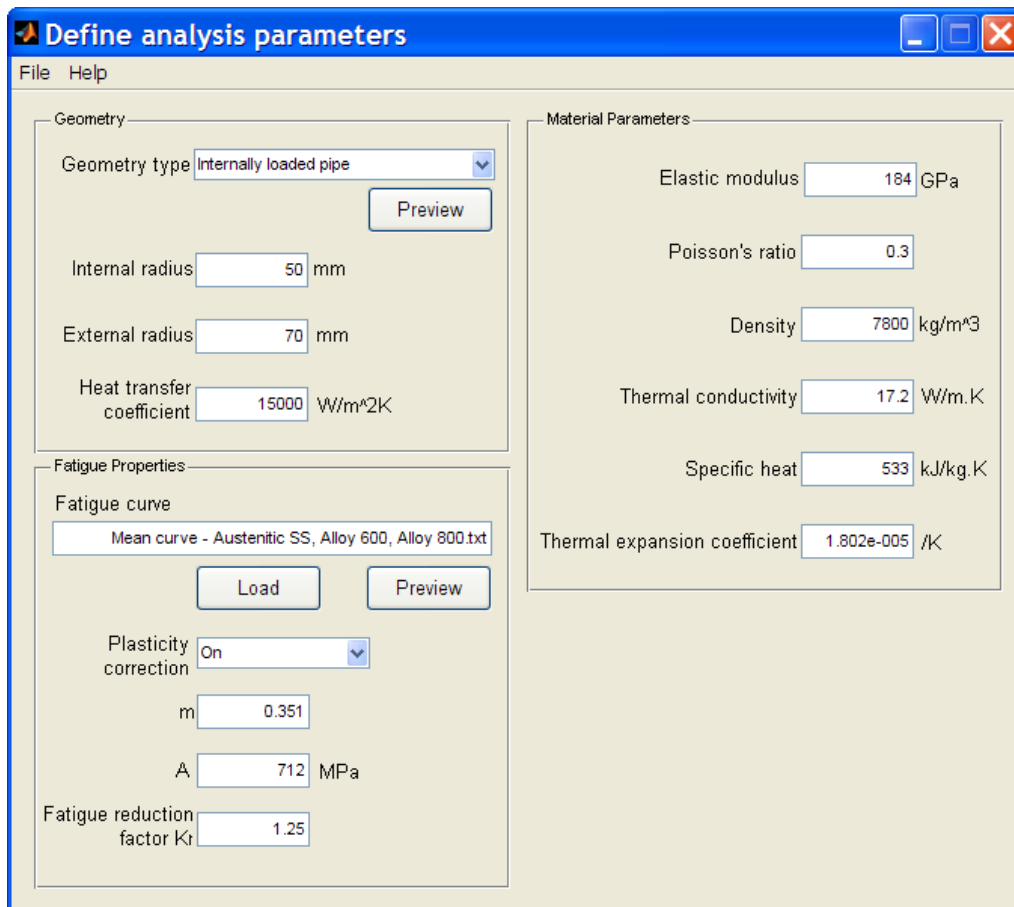 Define analysis parameters
File Help
Geometry
Geometry type Internally loaded pipe
Preview
Internal radius 50 mm
External radius 70 mm
Heat transfer
coefficient 15000 W/m^2K
Fatigue Properties
Fatigue curve
Mean curve - Austenitic SS, Alloy 600, Alloy 800.txt
Load Preview
Plasticity
correction On
m 0.351
A 712 MPa
Fatigue reduction
factor Kr 1.25
Material Parameters
Elastic modulus 184 GPa
Poisson's ratio 0.3
Density 7800 kg/m^3
Thermal conductivity 17.2 W/m.K
Specific heat 533 kJ/kg.K
Thermal expansion coefficient 1.802e-005 /K